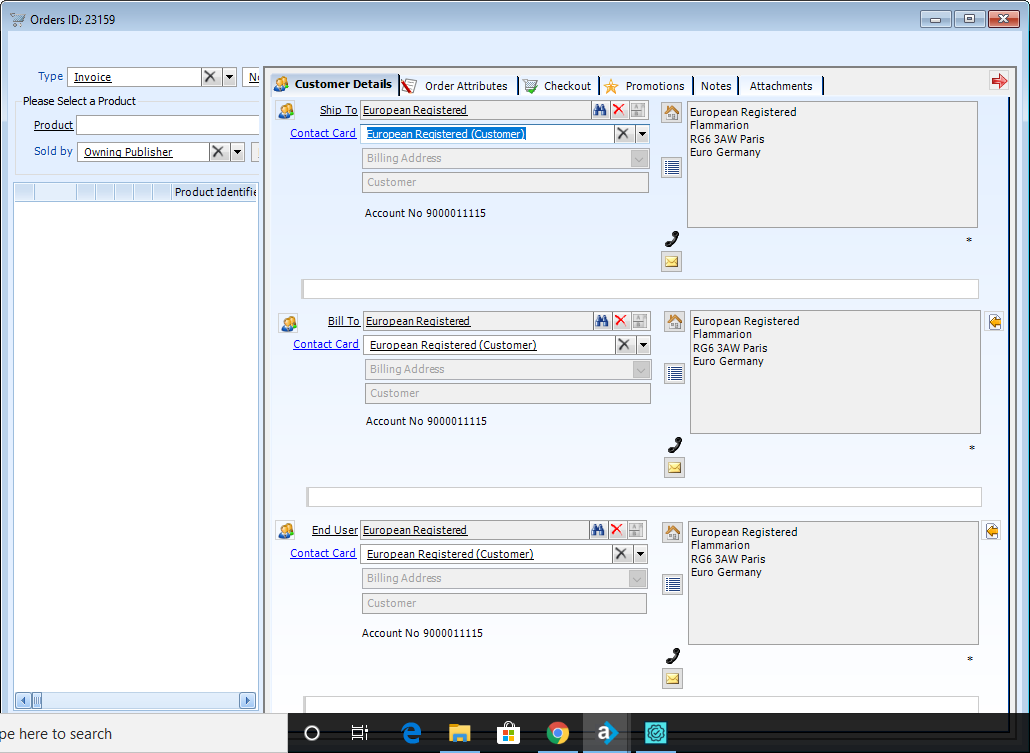 Orders ID: 23159
Type Invoice
Please Select a Product
Product
Sold by Owning Publisher
Product Identifie
Customer Details Order Attributes Checkout Promotions Notes Attachments
Ship To European Registered
Contact Card European Registered (Customer)
Billing Address
Customer
Account No 9000011115
European Registered
Flammarion
RG6 3AW Paris
Euro Germany
*
Bill To European Registered
Contact Card European Registered (Customer)
Billing Address
Customer
Account No 9000011115
European Registered
Flammarion
RG6 3AW Paris
Euro Germany
*
End User European Registered
Contact Card European Registered (Customer)
Billing Address
Customer
Account No 9000011115
European Registered
Flammarion
RG6 3AW Paris
Euro Germany
*
pe here to search